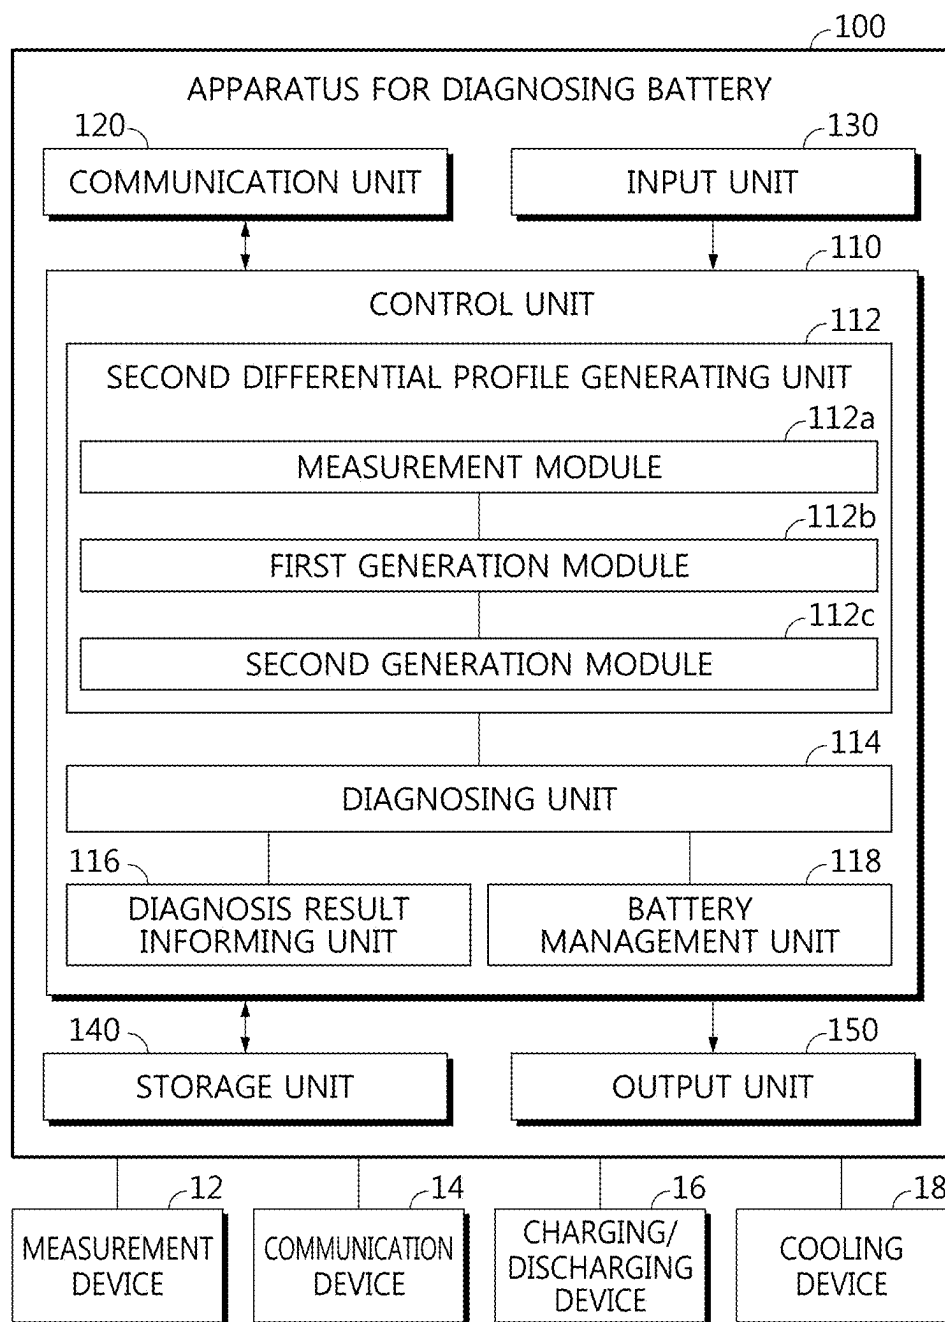 100
APPARATUS FOR DIAGNOSING BATTERY
120
COMMUNICATION UNIT
130
INPUT UNIT
110
CONTROL UNIT
112
SECOND DIFFERENTIAL PROFILE GENERATING UNIT
112a
MEASUREMENT MODULE
112b
FIRST GENERATION MODULE
112c
SECOND GENERATION MODULE
114
DIAGNOSING UNIT
116
DIAGNOSIS RESULT
INFORMING UNIT
118
BATTERY
MANAGEMENT UNIT
140
STORAGE UNIT
150
OUTPUT UNIT
12
MEASUREMENT
DEVICE
14
COMMUNICATION
DEVICE
16
CHARGING/
DISCHARGING
DEVICE
18
COOLING
DEVICE